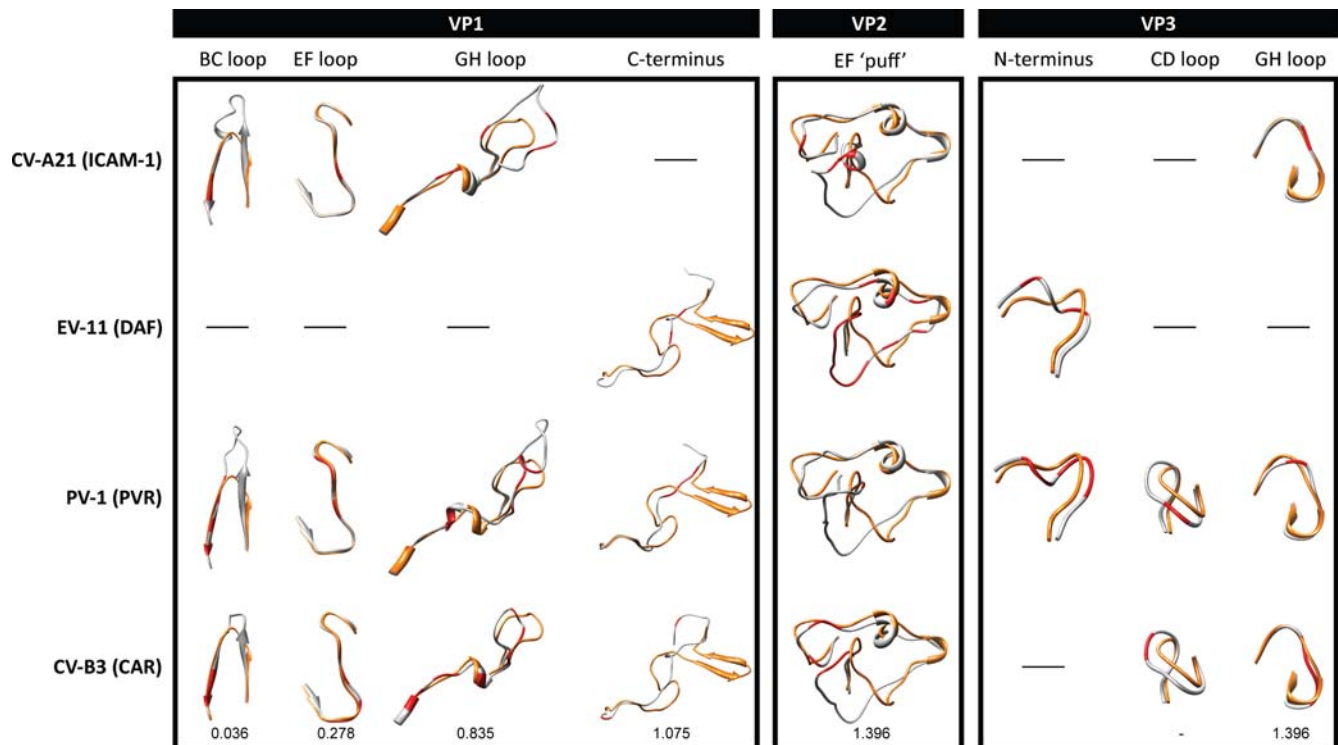 VP1 VP2 VP3
BC loop EF loop GH loop C-terminus EF 'puff' N-terminus CD loop GH loop
CV-A21 (ICAM-1)
EV-11 (DAF)
PV-1 (PVR)
CV-B3 (CAR)
0.036 0.278 0.835 1.075 1.396 - 1.396